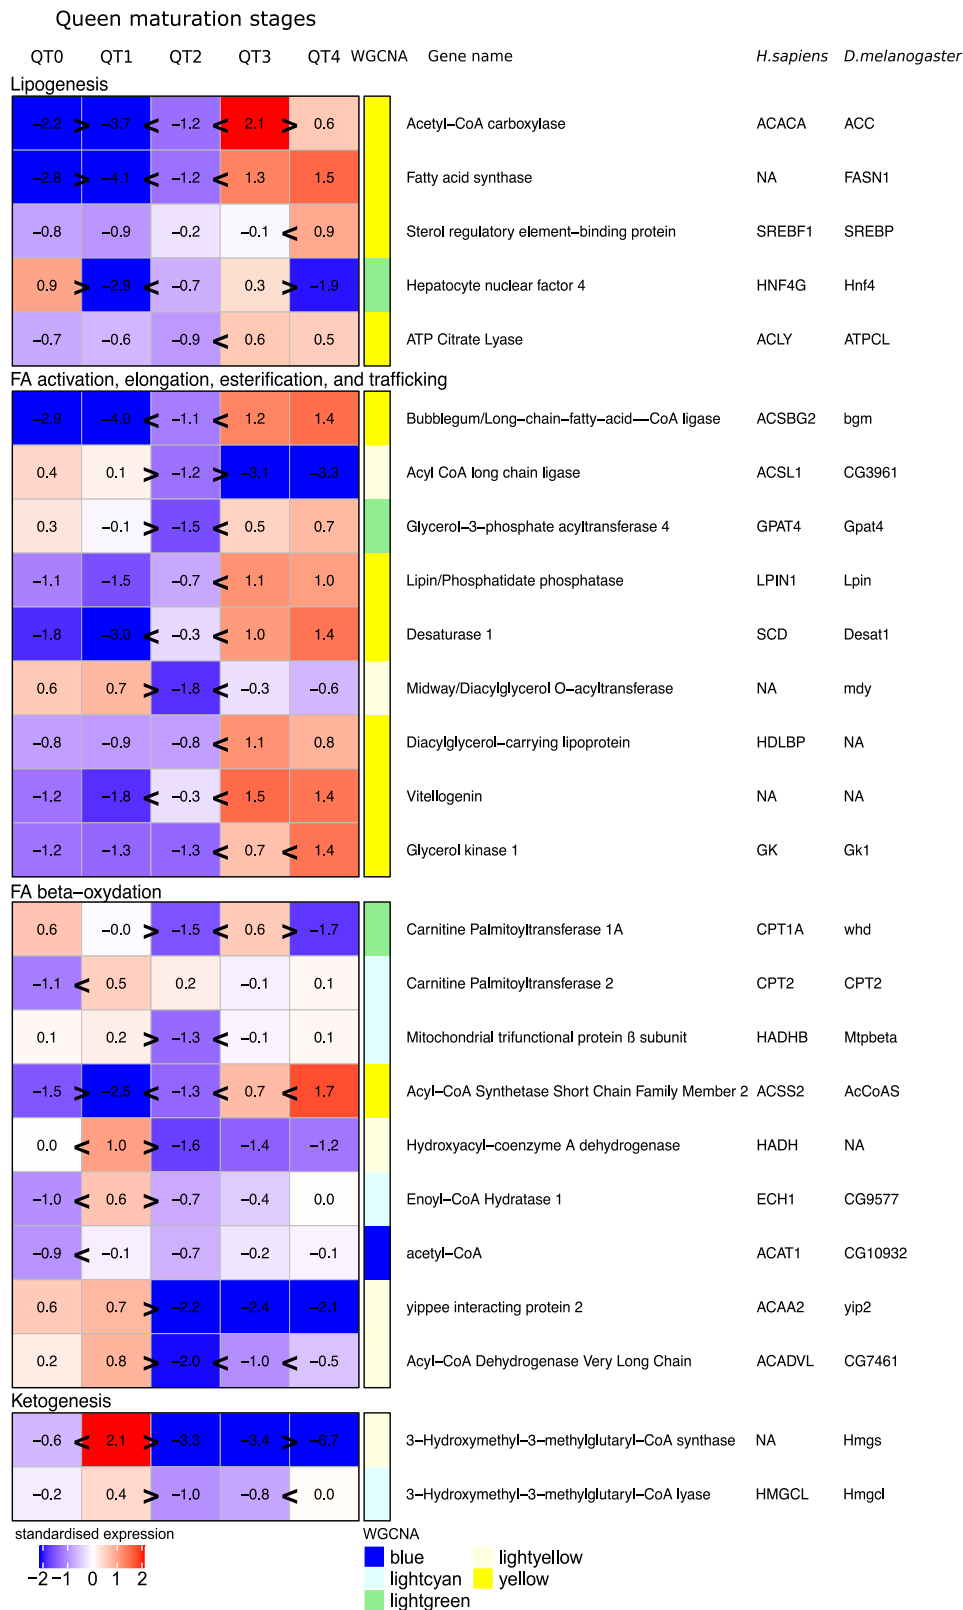 Queen maturation stages
QT0 QT1 QT2 QT3 QT4 WGCNA Gene name H.sapiens D.melanogaster
Lipogenesis
−2.2 > −3.7 < −1.2 < 2.1 > 0.6 Acetyl−CoA carboxylase ACACA ACC
−2.8 > −4.1 < −1.2 < 1.3 1.5 Fatty acid synthase NA FASN1
−0.8 −0.9 −0.2 −0.1 < 0.9 Sterol regulatory element−binding protein SREBF1 SREBP
0.9 > −2.9 < −0.7 0.3 > −1.9 Hepatocyte nuclear factor 4 HNF4G Hnf4
−0.7 −0.6 −0.9 < 0.6 0.5 ATP Citrate Lyase ACLY ATPCL
FA activation, elongation, esterification, and trafficking
−2.9 −4.0 < −1.1 < 1.2 1.4 Bubblegum/Long−chain−fatty−acid−−CoA ligase ACSBG2 bgm
0.4 0.1 > −1.2 > −3.1 −3.3 Acyl CoA long chain ligase ACSL1 CG3961
0.3 −0.1 > −1.5 < 0.5 0.7 Glycerol−3−phosphate acyltransferase 4 GPAT4 Gpat4
−1.1 −1.5 −0.7 < 1.1 1.0 Lipin/Phosphatidate phosphatase LPIN1 Lpin
−1.8 −3.0 < −0.3 < 1.0 1.4 Desaturase 1 SCD Desat1
0.6 0.7 > −1.8 < −0.3 −0.6 Midway/Diacylglycerol O−acyltransferase NA mdy
−0.8 −0.9 −0.8 < 1.1 0.8 Diacylglycerol−carrying lipoprotein HDLBP NA
−1.2 −1.8 < −0.3 < 1.5 1.4 Vitellogenin NA NA
−1.2 −1.3 −1.3 < 0.7 < 1.4 Glycerol kinase 1 GK Gk1
FA beta−oxydation
0.6 −0.0 > −1.5 < 0.6 > −1.7 Carnitine Palmitoyltransferase 1A CPT1A whd
−1.1 < 0.5 0.2 −0.1 0.1 Carnitine Palmitoyltransferase 2 CPT2 CPT2
0.1 0.2 > −1.3 < −0.1 0.1 Mitochondrial trifunctional protein ß subunit HADHB Mtpbeta
−1.5 > −2.5 < −1.3 < 0.7 < 1.7 Acyl−CoA Synthetase Short Chain Family Member 2 ACSS2 AcCoAS
0.0 < 1.0 > −1.6 −1.4 −1.2 Hydroxyacyl−coenzyme A dehydrogenase HADH NA
−1.0 < 0.6 > −0.7 −0.4 0.0 Enoyl−CoA Hydratase 1 ECH1 CG9577
−0.9 < −0.1 −0.7 −0.2 −0.1 acetyl−CoA ACAT1 CG10932
0.6 0.7 > −2.2 −2.4 −2.1 yippee interacting protein 2 ACAA2 yip2
0.2 0.8 > −2.0 < −1.0 < −0.5 Acyl−CoA Dehydrogenase Very Long Chain ACADVL CG7461
Ketogenesis
−0.6 < 2.1 > −3.3 −3.4 > −6.7 3−Hydroxymethyl−3−methylglutaryl−CoA synthase NA Hmgs
−0.2 0.4 > −1.0 −0.8 < 0.0 3−Hydroxymethyl−3−methylglutaryl−CoA lyase HMGCL Hmgcl
standardised expression
−2 −1 0 1 2
WGCNA
blue lightyellow
lightcyan yellow
lightgreen